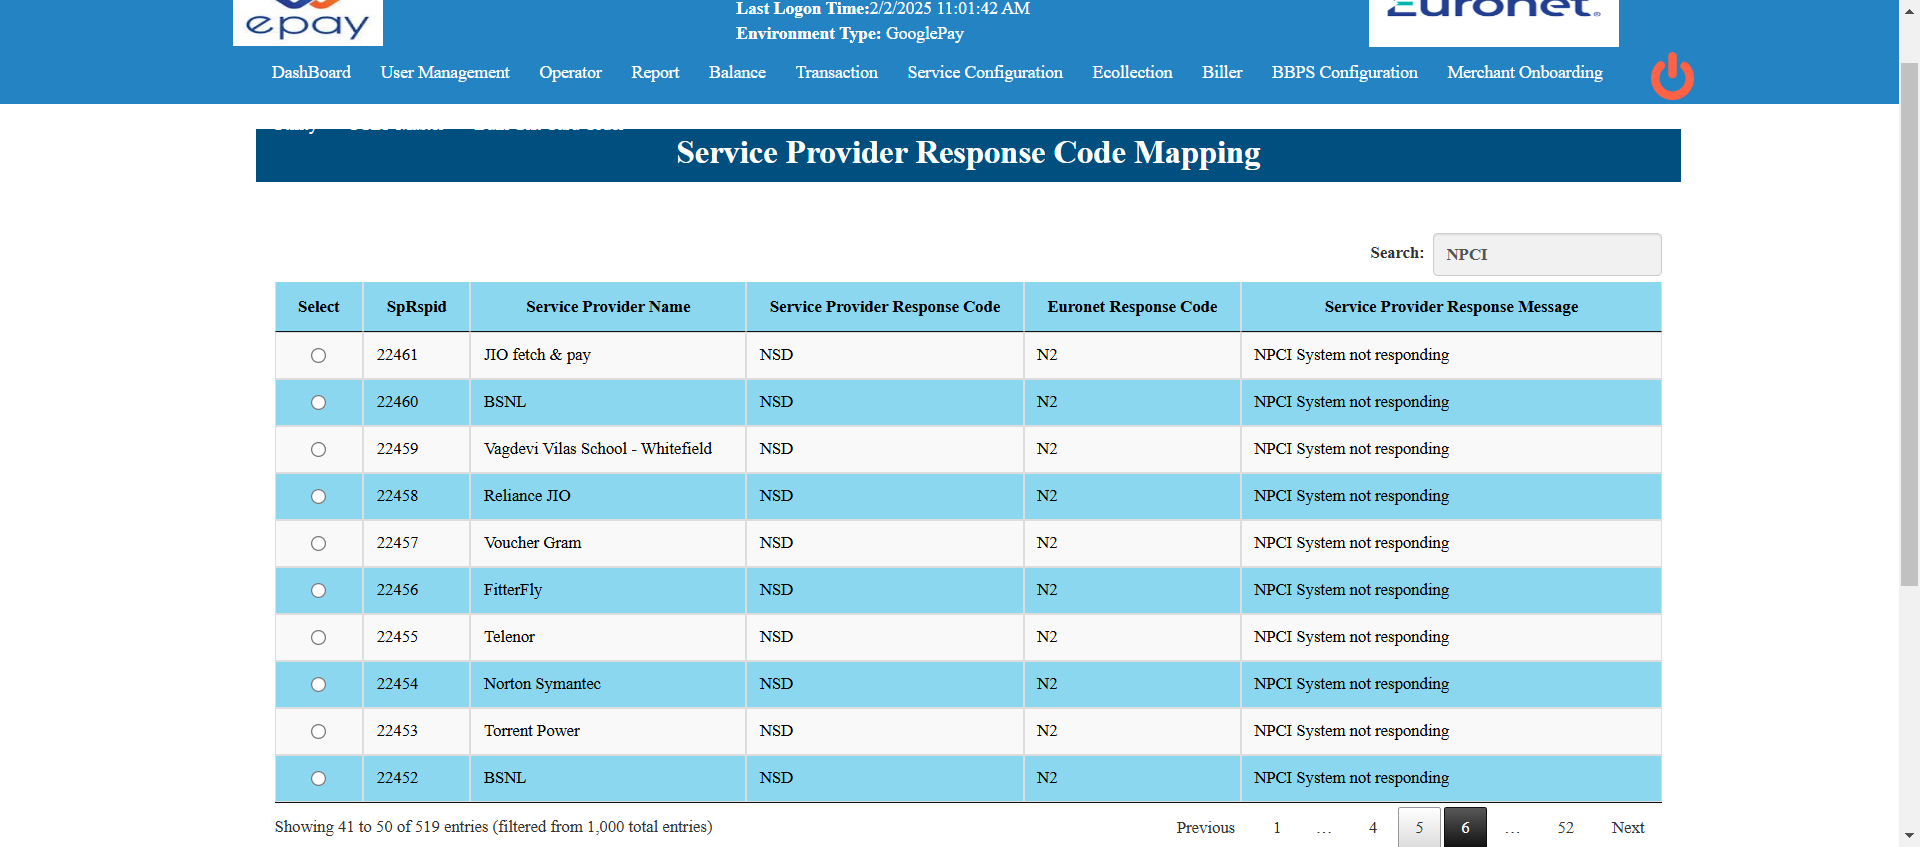 epay
Last Logon Time:2/2/2025 11:01:42 AM
Environment Type: GooglePay
Euronet
DashBoard User Management Operator Report Balance Transaction Service Configuration Ecollection Biller BBPS Configuration Merchant Onboarding
Service Provider Response Code Mapping
Search: NPCI
Select SpRspid Service Provider Name Service Provider Response Code Euronet Response Code Service Provider Response Message
22461 JIO fetch & pay NSD N2 NPCI System not responding
22460 BSNL NSD N2 NPCI System not responding
22459 Vagdevi Vilas School - Whitefield NSD N2 NPCI System not responding
22458 Reliance JIO NSD N2 NPCI System not responding
22457 Voucher Gram NSD N2 NPCI System not responding
22456 FitterFly NSD N2 NPCI System not responding
22455 Telenor NSD N2 NPCI System not responding
22454 Norton Symantec NSD N2 NPCI System not responding
22453 Torrent Power NSD N2 NPCI System not responding
22452 BSNL NSD N2 NPCI System not responding
Showing 41 to 50 of 519 entries (filtered from 1,000 total entries)
Previous 1 … 4 5 6 … 52 Next